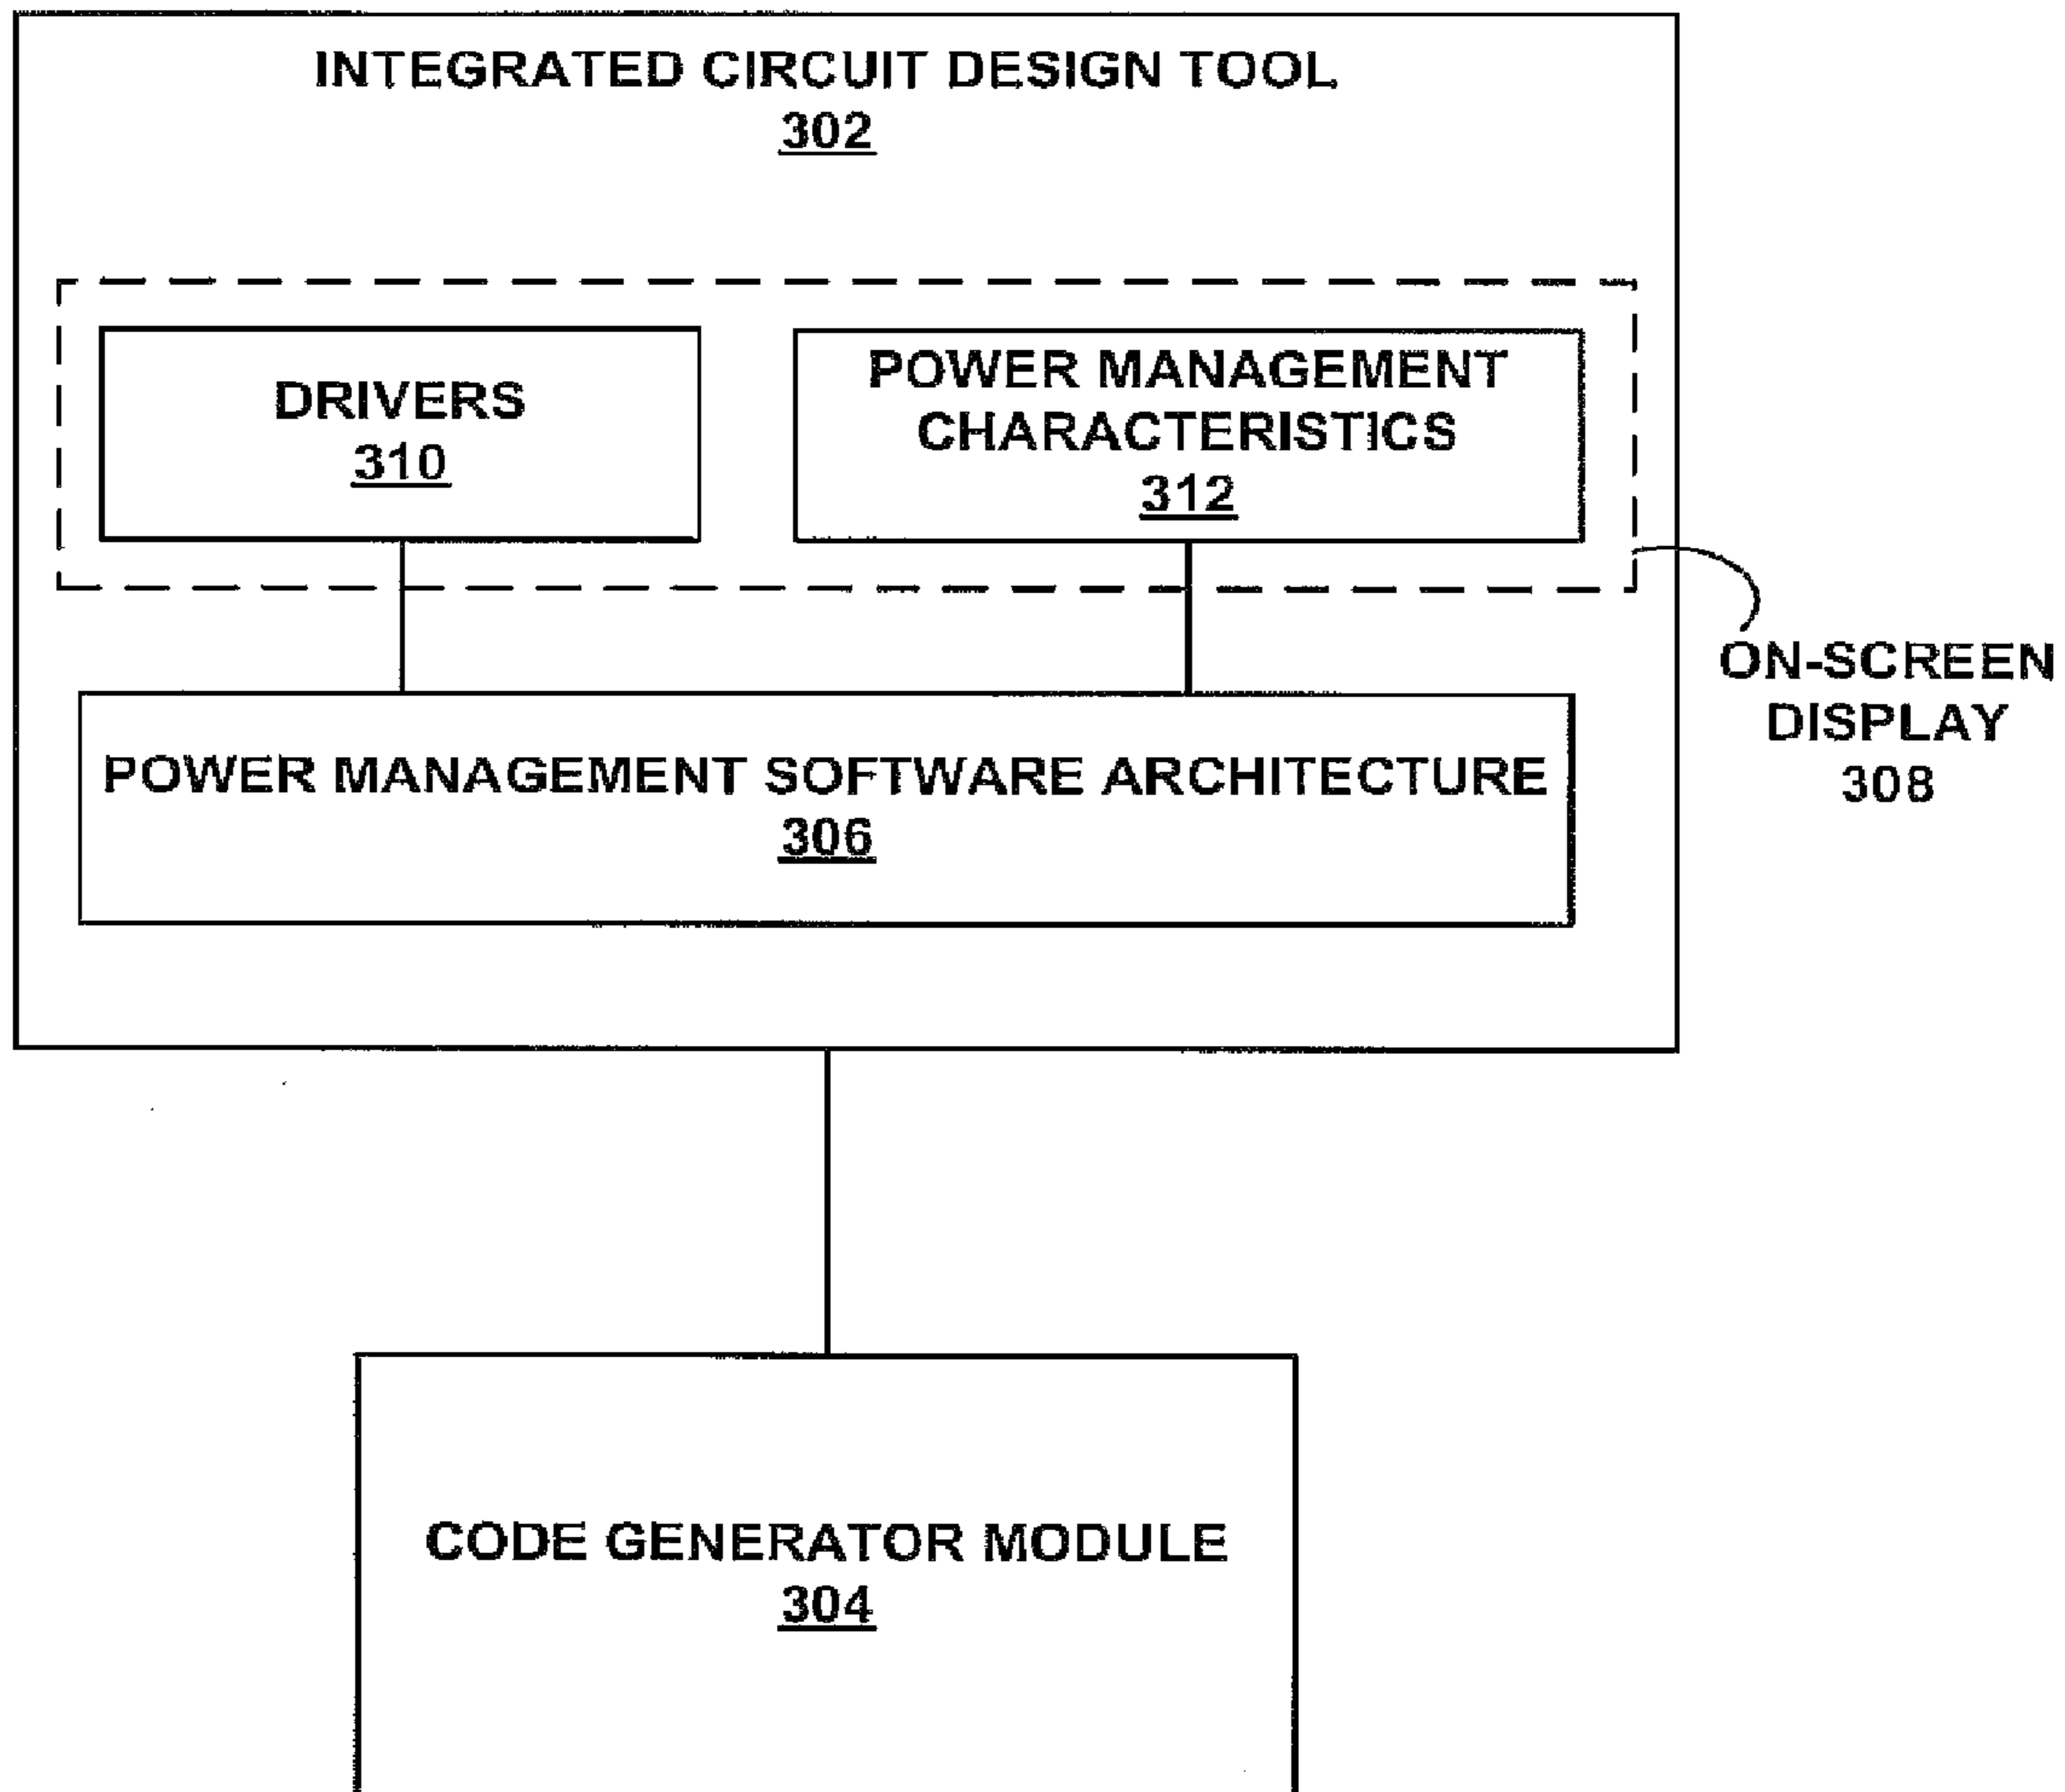 INTEGRATED CIRCUIT DESIGN TOOL
302
DRIVERS
310
POWER MANAGEMENT
CHARACTERISTICS
312
ON-SCREEN
DISPLAY
308
POWER MANAGEMENT SOFTWARE ARCHITECTURE
306
CODE GENERATOR MODULE
304